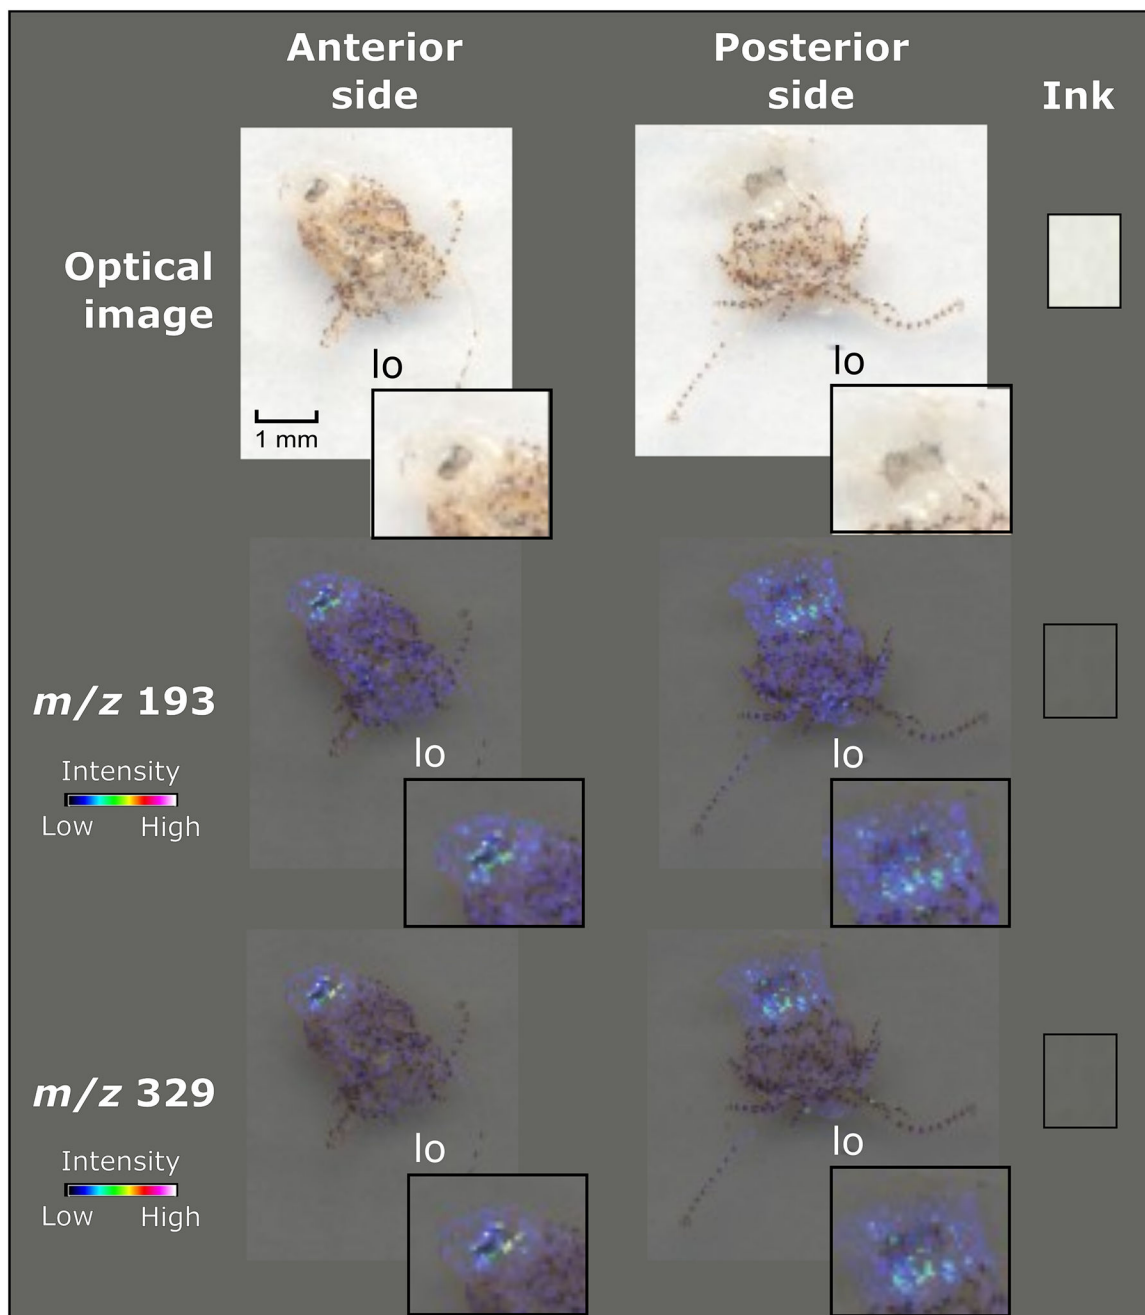 Anterior
side
Posterior
side
Ink
Optical
image
lo
lo
1 mm
m/z 193
Intensity
Low High
lo
lo
m/z 329
Intensity
Low High
lo
lo